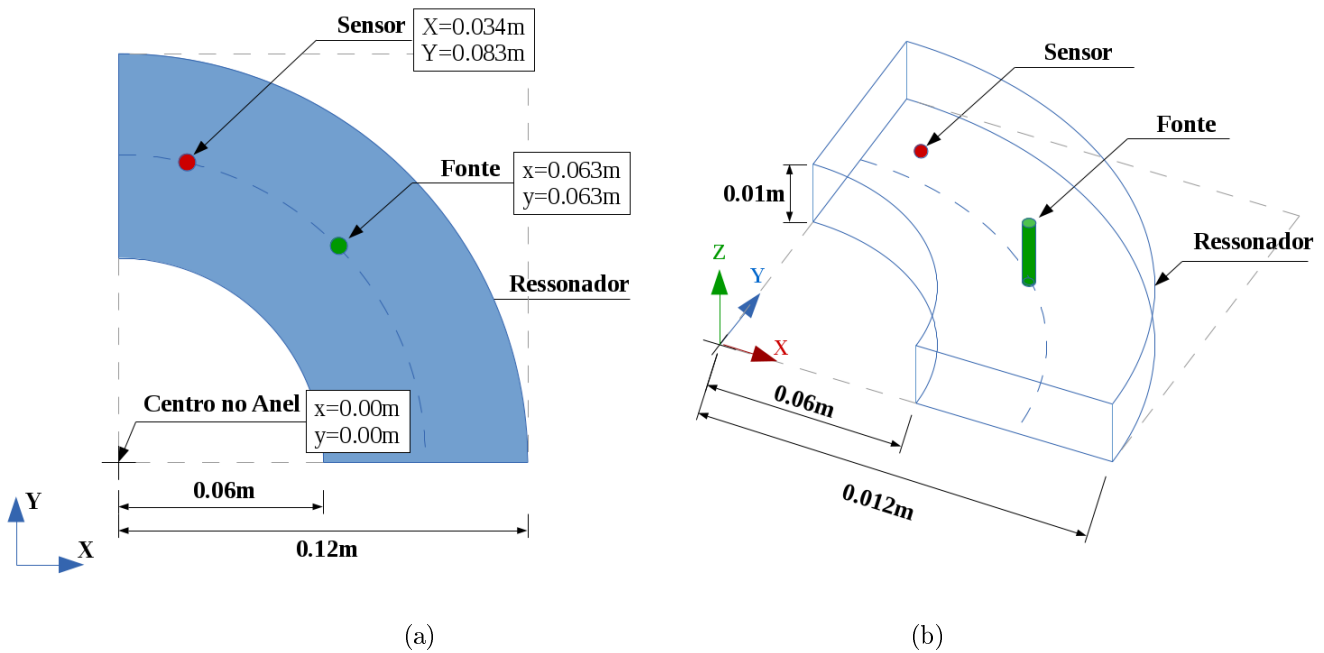 Sensor
X=0.034m
Y=0.083m
Fonte
x=0.063m
y=0.063m
Ressonador
Centro no Anel
x=0.00m
y=0.00m
0.06m
0.12m
Y
X
(a)
Sensor
Fonte
0.01m
Ressonador
Z
Y
X
0.06m
0.012m
(b)